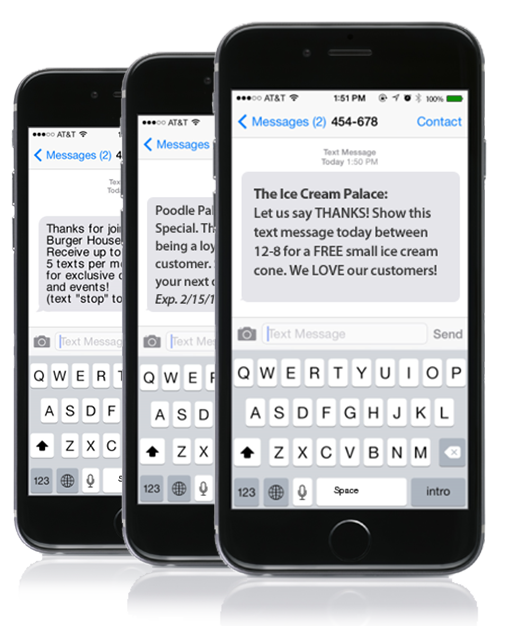 ●●●○○ AT&T
Messages (2) 4
Thanks for joi
Burger House
Receive up to
5 texts per m
for exclusive
and events!
(text "stop" to
Text Message
Q W E R T
A S D F
Z X C
123
●●●○○ AT&T
Messages
Poodle Pal
Special. Th
being a loy
customer.
your next
Exp. 2/15/1
Text Mess
Q W E
A S D
Z X
123
●●●○○ AT&T 1:51 PM 100%
Messages (2) 454-678 Contact
Text Message
Today 1:50 PM
The Ice Cream Palace:
Let us say THANKS! Show this
text message today between
12-8 for a FREE small ice cream
cone. We LOVE our customers!
Text Message Send
Q W E R T Y U I O P
A S D F G H J K L
Z X C V B N M
123 Space intro